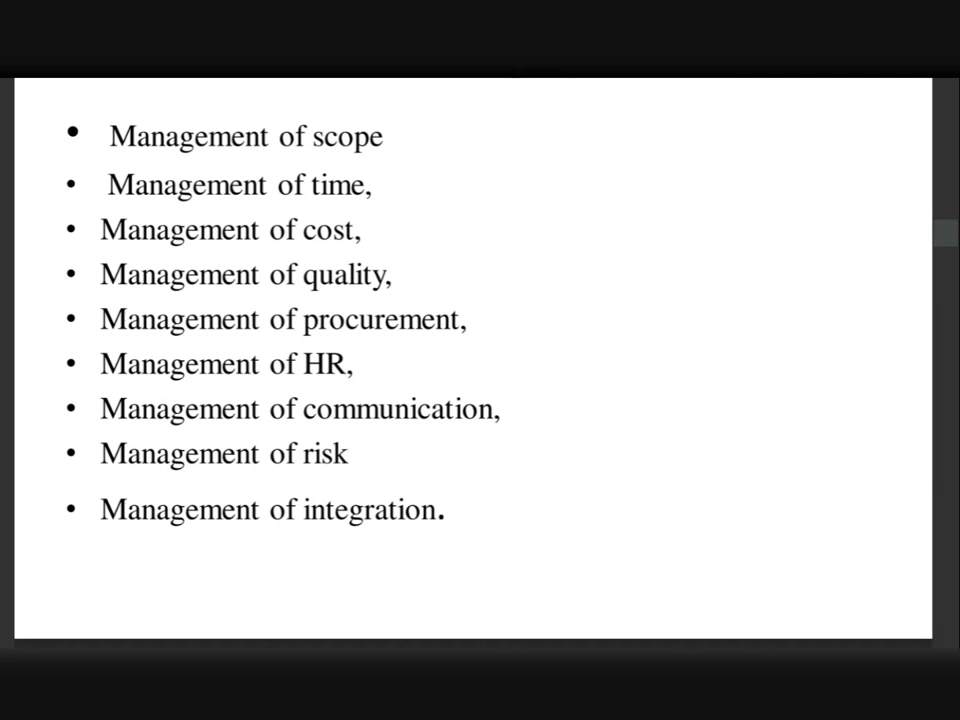 • Management of scope
• Management of time,
• Management of cost,
• Management of quality,
• Management of procurement,
• Management of HR,
• Management of communication,
• Management of risk
• Management of integration.